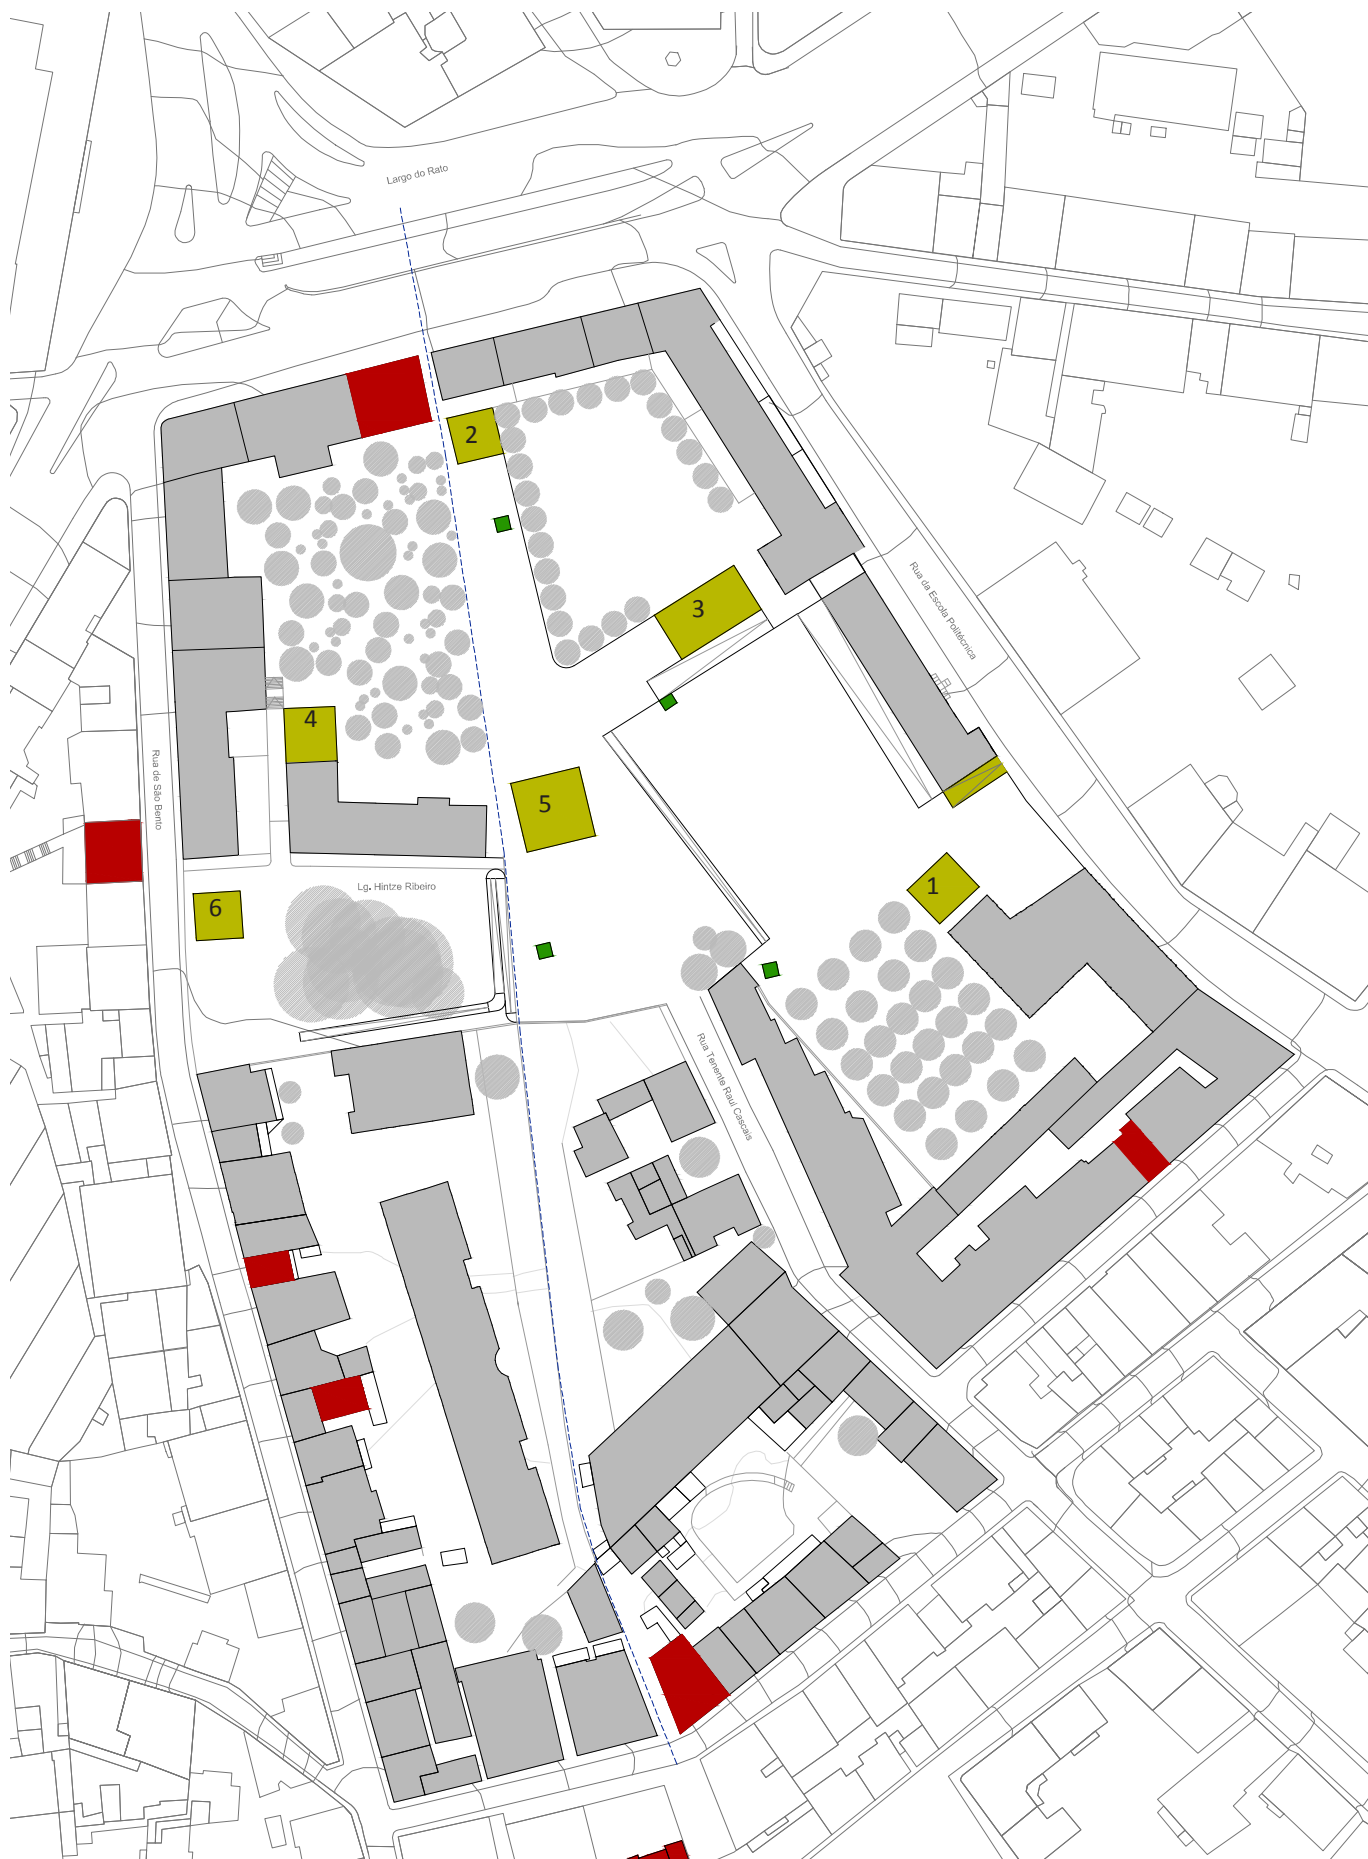 Largo do Rato
2
Rua da Escola Politécnica
3
4
Rua de São Bento
5
1
Lg. Hintze Ribeiro
6
Rua Tenente Raul Cascais